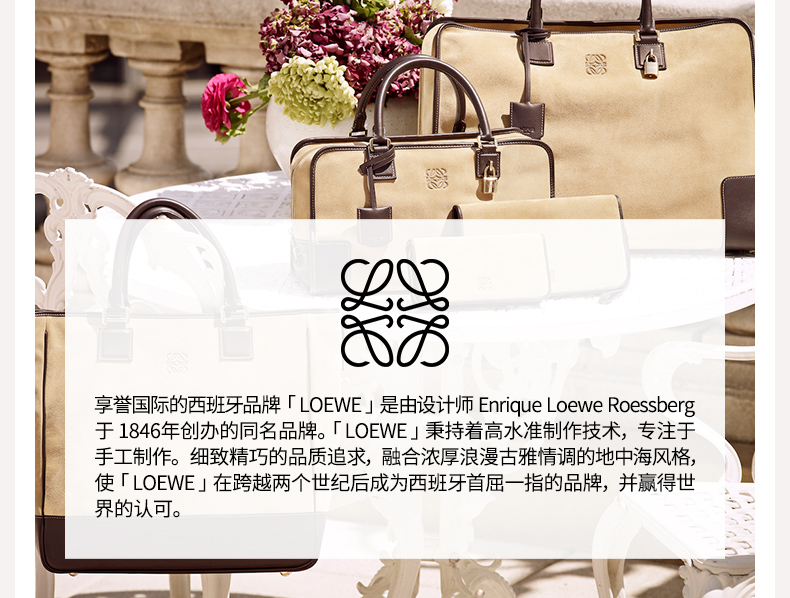 享誉国际的西班牙品牌「LOEWE」是由设计师 Enrique Loewe Roessberg
于 1846年创办的同名品牌。「LOEWE」秉持着高水准制作技术，专注于
手工制作。细致精巧的品质追求，融合浓厚浪漫古雅情调的地中海风格，
使「LOEWE」在跨越两个世纪后成为西班牙首屈一指的品牌，并赢得世
界的认可。